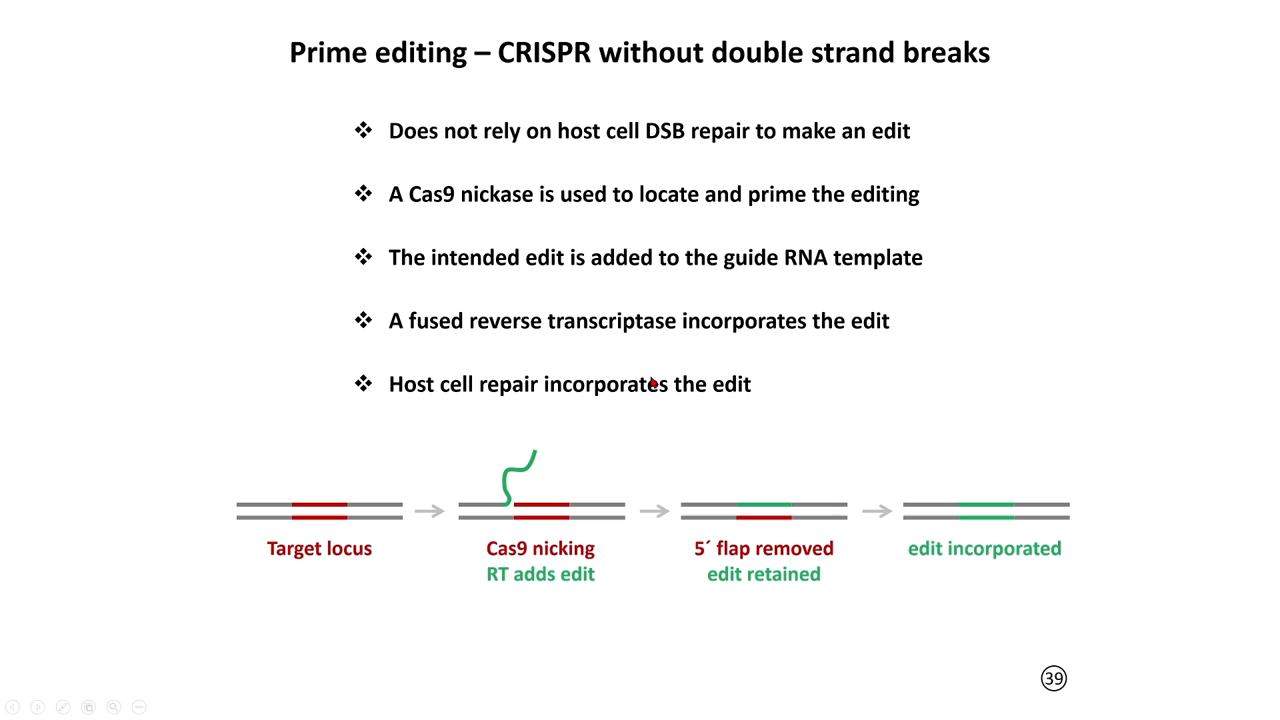 Prime editing – CRISPR without double strand breaks
❖ Does not rely on host cell DSB repair to make an edit
❖ A Cas9 nickase is used to locate and prime the editing
❖ The intended edit is added to the guide RNA template
❖ A fused reverse transcriptase incorporates the edit
❖ Host cell repair incorporates the edit
Target locus
Cas9 nicking
RT adds edit
5´ flap removed
edit retained
edit incorporated
39